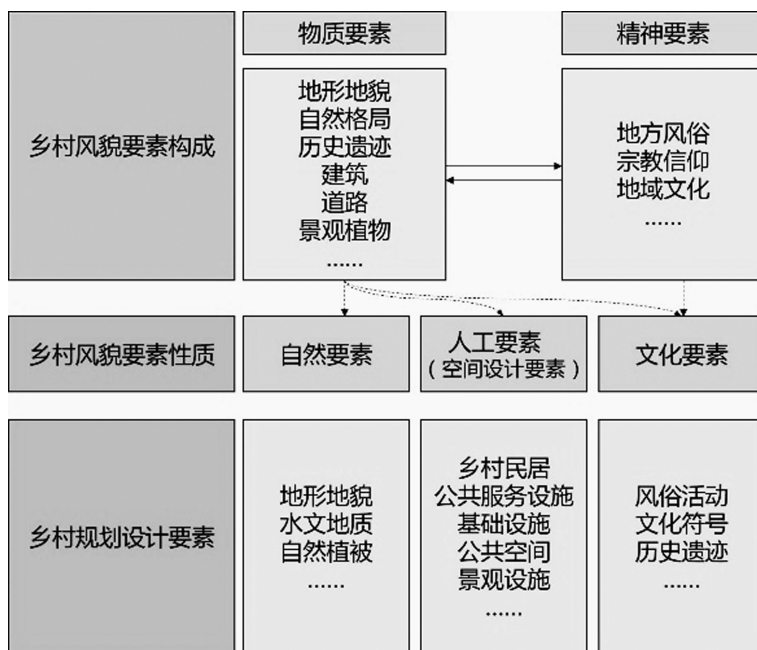 物质要素
精神要素
乡村风貌要素构成
地形地貌
自然格局
历史遗迹
建筑
道路
景观植物
……
地方风俗
宗教信仰
地域文化
……
乡村风貌要素性质
自然要素
人工要素
（空间设计要素）
文化要素
乡村规划设计要素
地形地貌
水文地质
自然植被
……
乡村民居
公共服务设施
基础设施
公共空间
景观设施
……
风俗活动
文化符号
历史遗迹
……